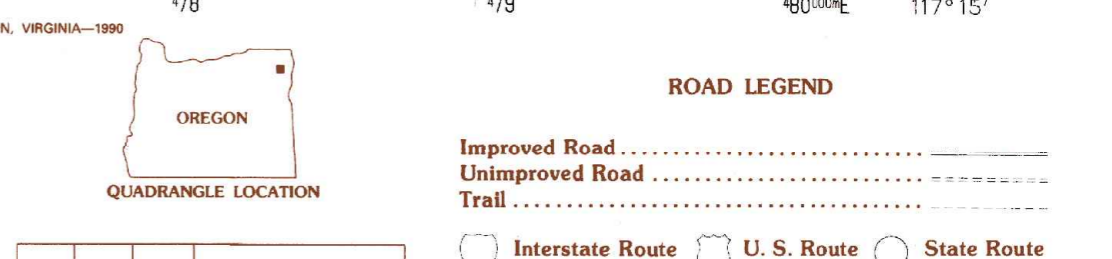 478 479 480000mE 117° 15′
N, VIRGINIA—1990
OREGON
QUADRANGLE LOCATION
ROAD LEGEND
Improved Road
Unimproved Road
Trail
Interstate Route U. S. Route State Route